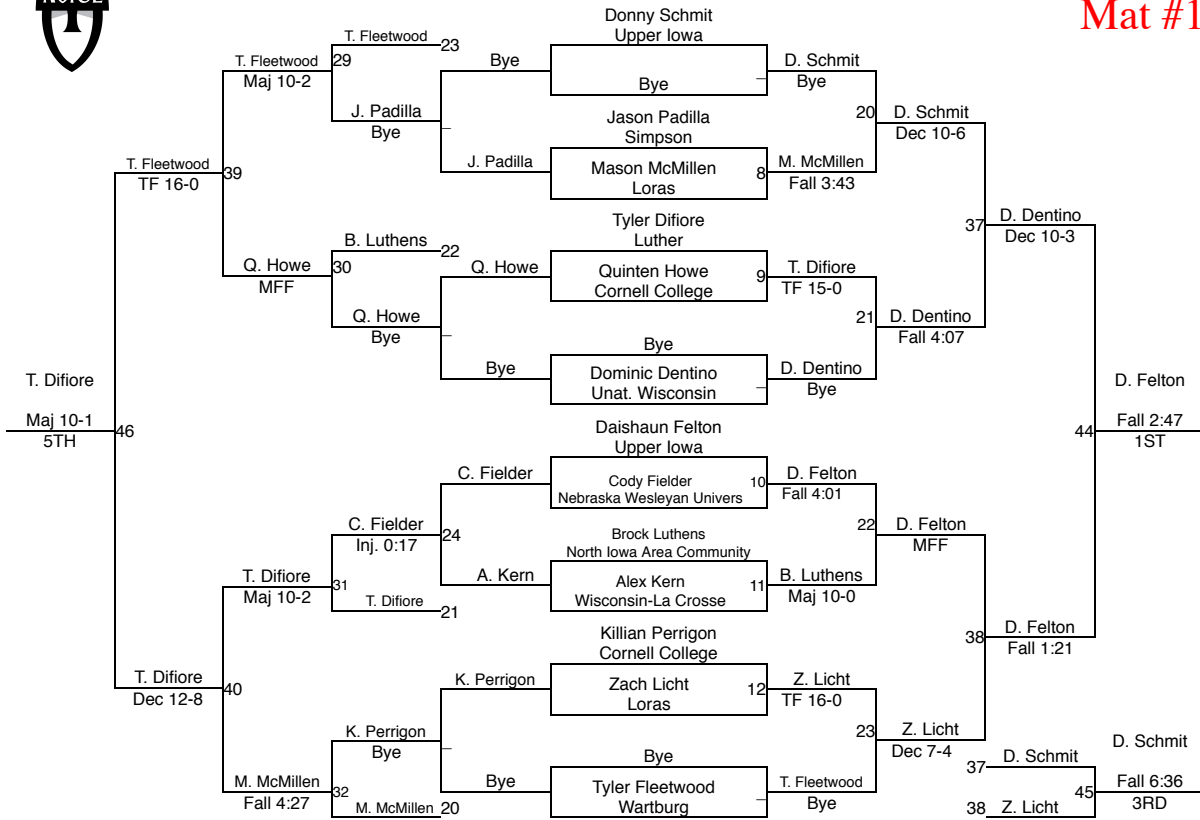 Mat #1
Donny Schmit
Upper Iowa
Bye
T. Fleetwood
23
Bye
D. Schmit
Bye
T. Fleetwood
Maj 10-2
29
J. Padilla
Bye
20
D. Schmit
Dec 10-6
Jason Padilla
Simpson
J. Padilla
Mason McMillen
Loras
8
M. McMillen
Fall 3:43
T. Fleetwood
TF 16-0
39
37
D. Dentino
Dec 10-3
Tyler Difiore
Luther
B. Luthens
22
Q. Howe
MFF
30
Q. Howe
Quinten Howe
Cornell College
9
T. Difiore
TF 15-0
Q. Howe
Bye
21
D. Dentino
Fall 4:07
Bye
Bye
Dominic Dentino
Unat. Wisconsin
D. Dentino
Bye
T. Difiore
Maj 10-1
5TH
46
44
D. Felton
Fall 2:47
1ST
Daishaun Felton
Upper Iowa
C. Fielder
Cody Fielder
Nebraska Wesleyan Univers
10
D. Felton
Fall 4:01
C. Fielder
Inj. 0:17
24
22
D. Felton
MFF
Brock Luthens
North Iowa Area Community
T. Difiore
Maj 10-2
31
A. Kern
Alex Kern
Wisconsin-La Crosse
11
B. Luthens
Maj 10-0
T. Difiore
21
38
D. Felton
Fall 1:21
Killian Perrigon
Cornell College
T. Difiore
Dec 12-8
40
K. Perrigon
Zach Licht
Loras
12
Z. Licht
TF 16-0
K. Perrigon
Bye
23
Z. Licht
Dec 7-4
Bye
M. McMillen
Fall 4:27
32
Bye
Tyler Fleetwood
Wartburg
T. Fleetwood
Bye
M. McMillen
20
37
D. Schmit
D. Schmit
45
Fall 6:36
3RD
38
Z. Licht